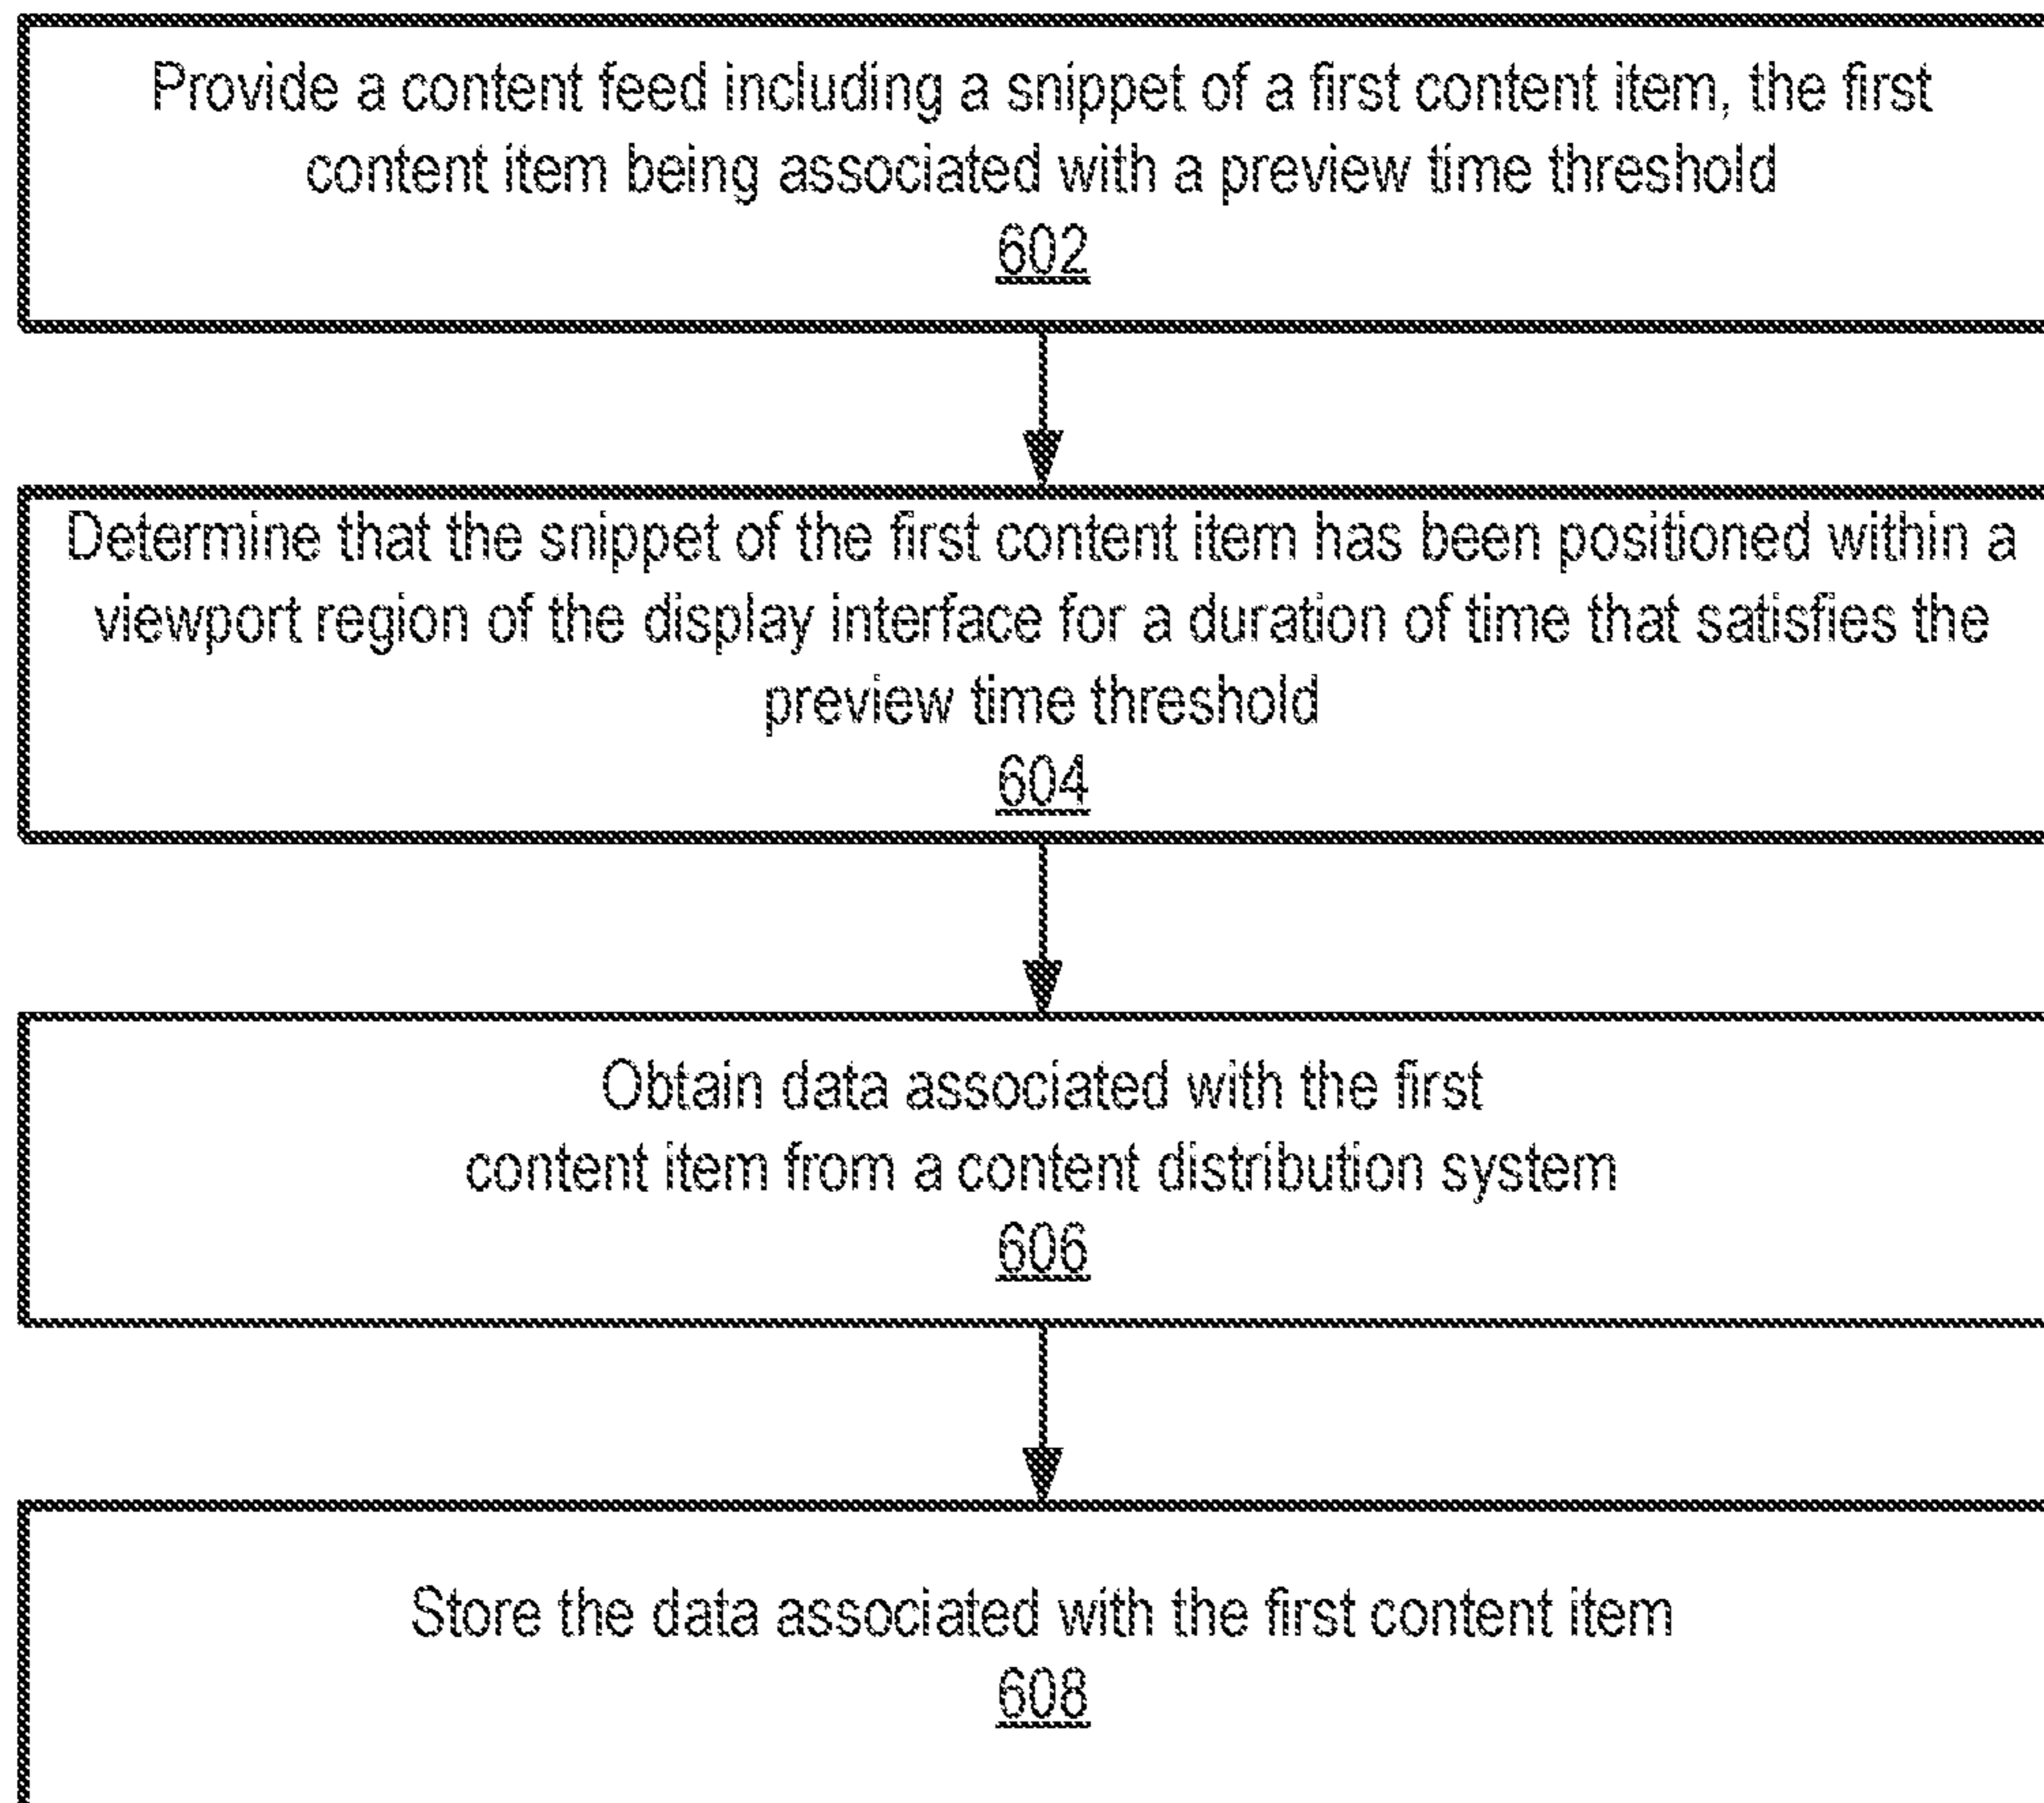 Provide a content feed including a snippet of a first content item, the first
content item being associated with a preview time threshold
602
Determine that the snippet of the first content item has been positioned within a
viewport region of the display interface for a duration of time that satisfies the
preview time threshold
604
Obtain data associated with the first
content item from a content distribution system
606
Store the data associated with the first content item
608